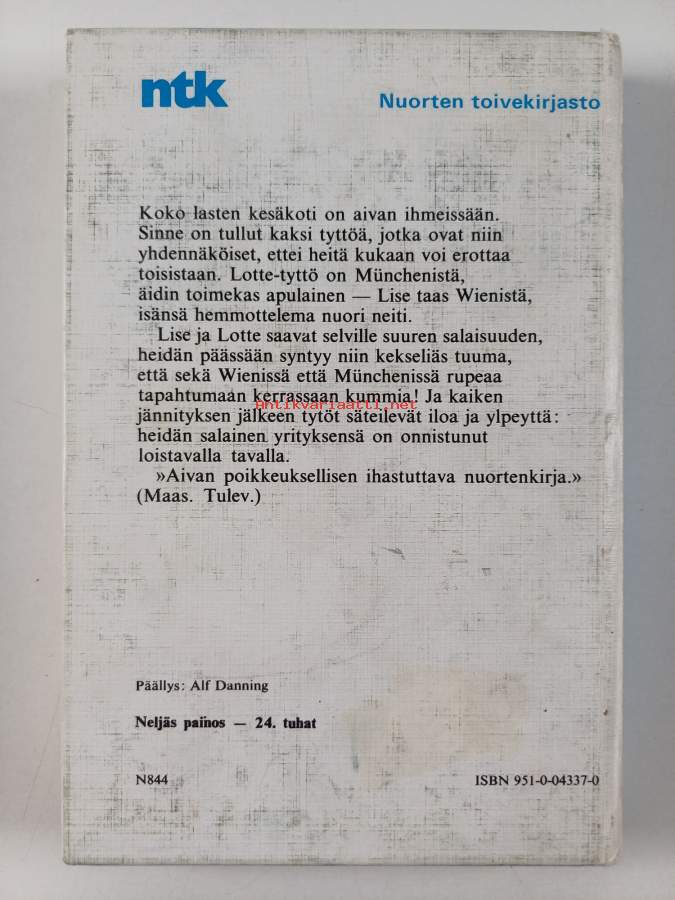 ntk
Nuorten toivekirjasto
Koko lasten kesäkoti on aivan ihmeissään.
Sinne on tullut kaksi tyttöä, jotka ovat niin
yhdennäköiset, ettei heitä kukaan voi erottaa
toisistaan. Lotte-tyttö on Münchenistä,
äidin toimekas apulainen — Lise taas Wienistä,
isänsä hemmottelema nuori neiti.
Lise ja Lotte saavat selville suuren salaisuuden,
heidän päässään syntyy niin kekseliäs tuuma,
että sekä Wienissä että Münchenissä rupeaa
tapahtumaan kerrassaan kummia! Ja kaiken
Antikvariaatti.net
jännityksen jälkeen tytöt säteilevät iloa ja ylpeyttä:
heidän salainen yrityksensä on onnistunut
loistavalla tavalla.
»Aivan poikkeuksellisen ihastuttava nuortenkirja.»
(Maas. Tulev.)
Päällys: Alf Danning
Neljäs painos — 24. tuhat
N844
ISBN 951-0-04337-0